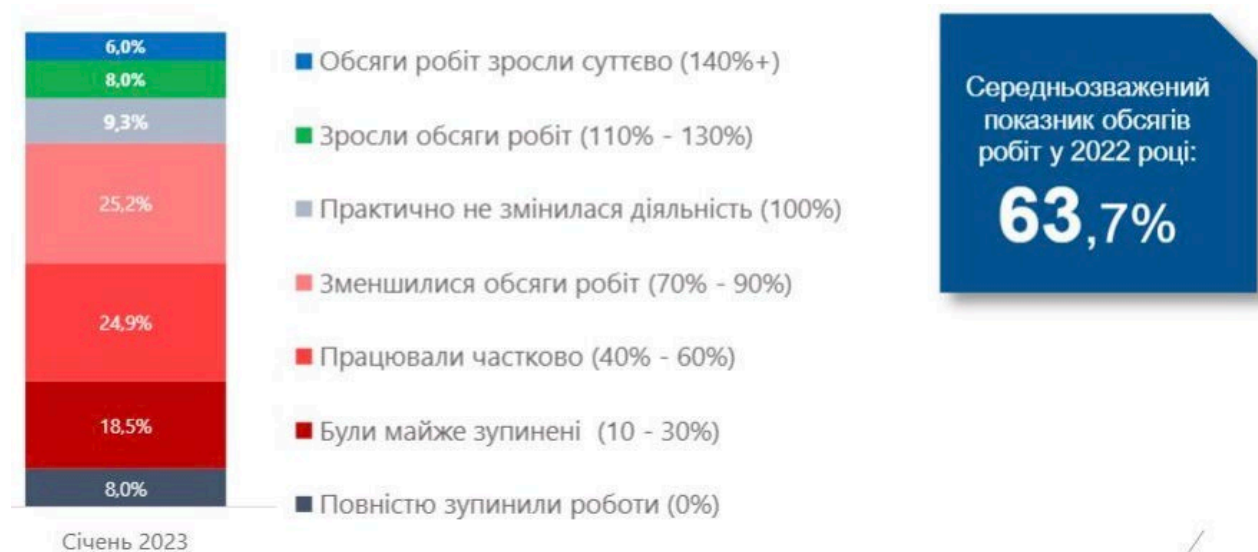 6,0%
8,0%
9,3%
25,2%
24,9%
18,5%
8,0%
Січень 2023
Обсяги робіт зросли суттєво (140%+)
Зросли обсяги робіт (110% - 130%)
Практично не змінилася діяльність (100%)
Зменшилися обсяги робіт (70% - 90%)
Працювали частково (40% - 60%)
Були майже зупинені (10 - 30%)
Повністю зупинили роботи (0%)
Середньозважений
показник обсягів
робіт у 2022 році:
63,7%